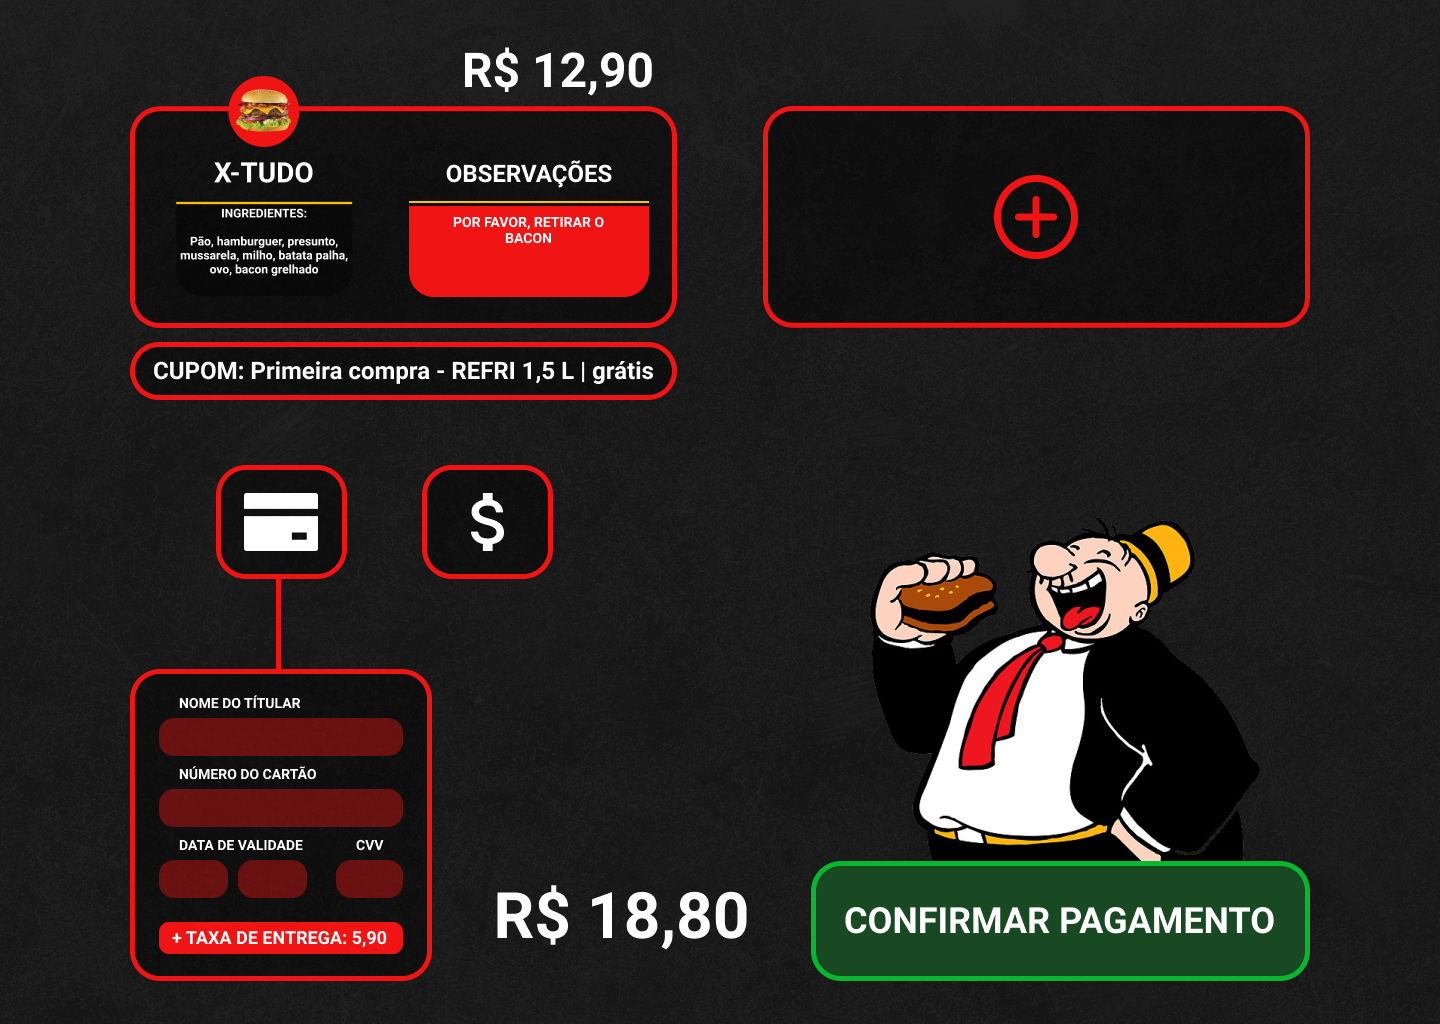 R$ 12,90
X-TUDO
INGREDIENTES:
Pão, hamburguer, presunto,
mussarela, milho, batata palha,
ovo, bacon grelhado
OBSERVAÇÕES
POR FAVOR, RETIRAR O
BACON
CUPOM: Primeira compra - REFRI 1,5 L | grátis
$
NOME DO TÍTULAR
NÚMERO DO CARTÃO
DATA DE VALIDADE
CVV
+ TAXA DE ENTREGA: 5,90
R$ 18,80
CONFIRMAR PAGAMENTO